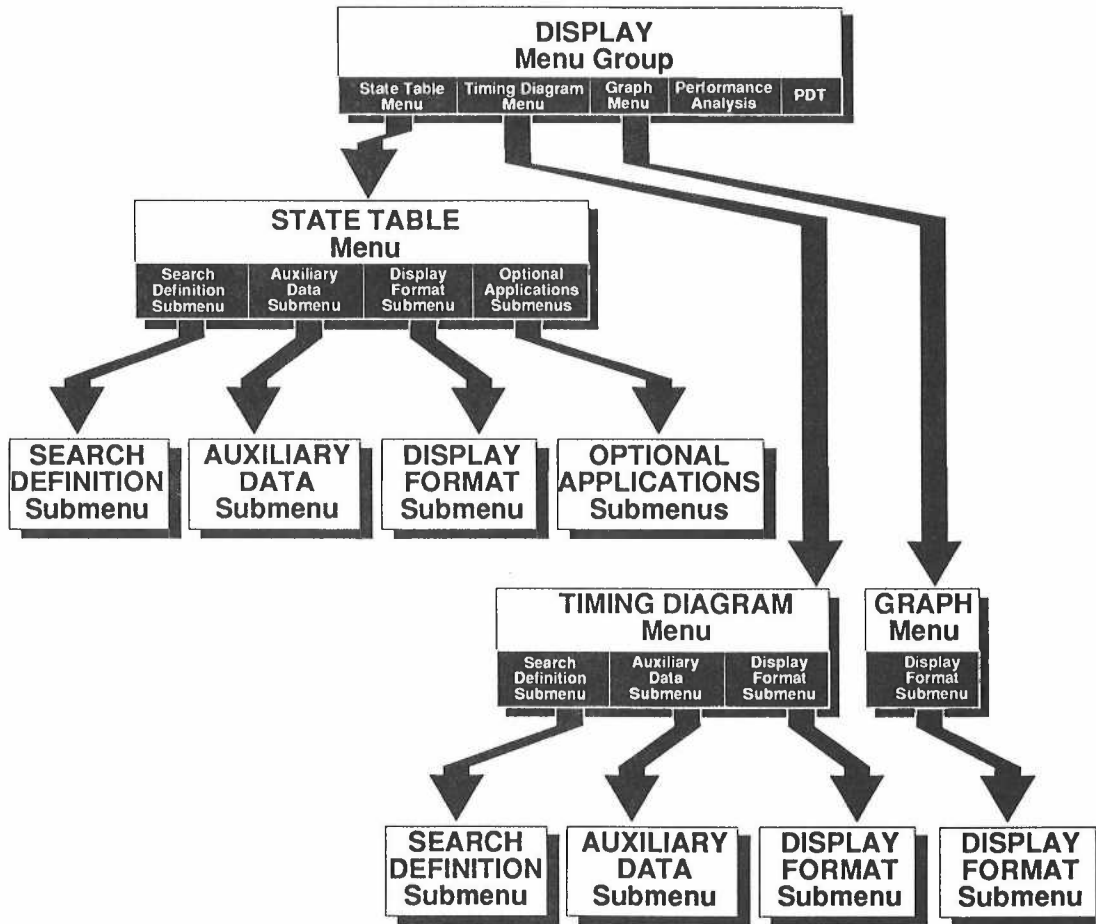 DISPLAY
Menu Group
State Table Menu
Timing Diagram Menu
Graph Menu
Performance Analysis
PDT
STATE TABLE
Menu
Search Definition Submenu
Auxiliary Data Submenu
Display Format Submenu
Optional Applications Submenus
SEARCH
DEFINITION
Submenu
AUXILIARY
DATA
Submenu
DISPLAY
FORMAT
Submenu
OPTIONAL
APPLICATIONS
Submenus
TIMING DIAGRAM
Menu
Search Definition Submenu
Auxiliary Data Submenu
Display Format Submenu
GRAPH
Menu
Display Format Submenu
SEARCH
DEFINITION
Submenu
AUXILIARY
DATA
Submenu
DISPLAY
FORMAT
Submenu
DISPLAY
FORMAT
Submenu